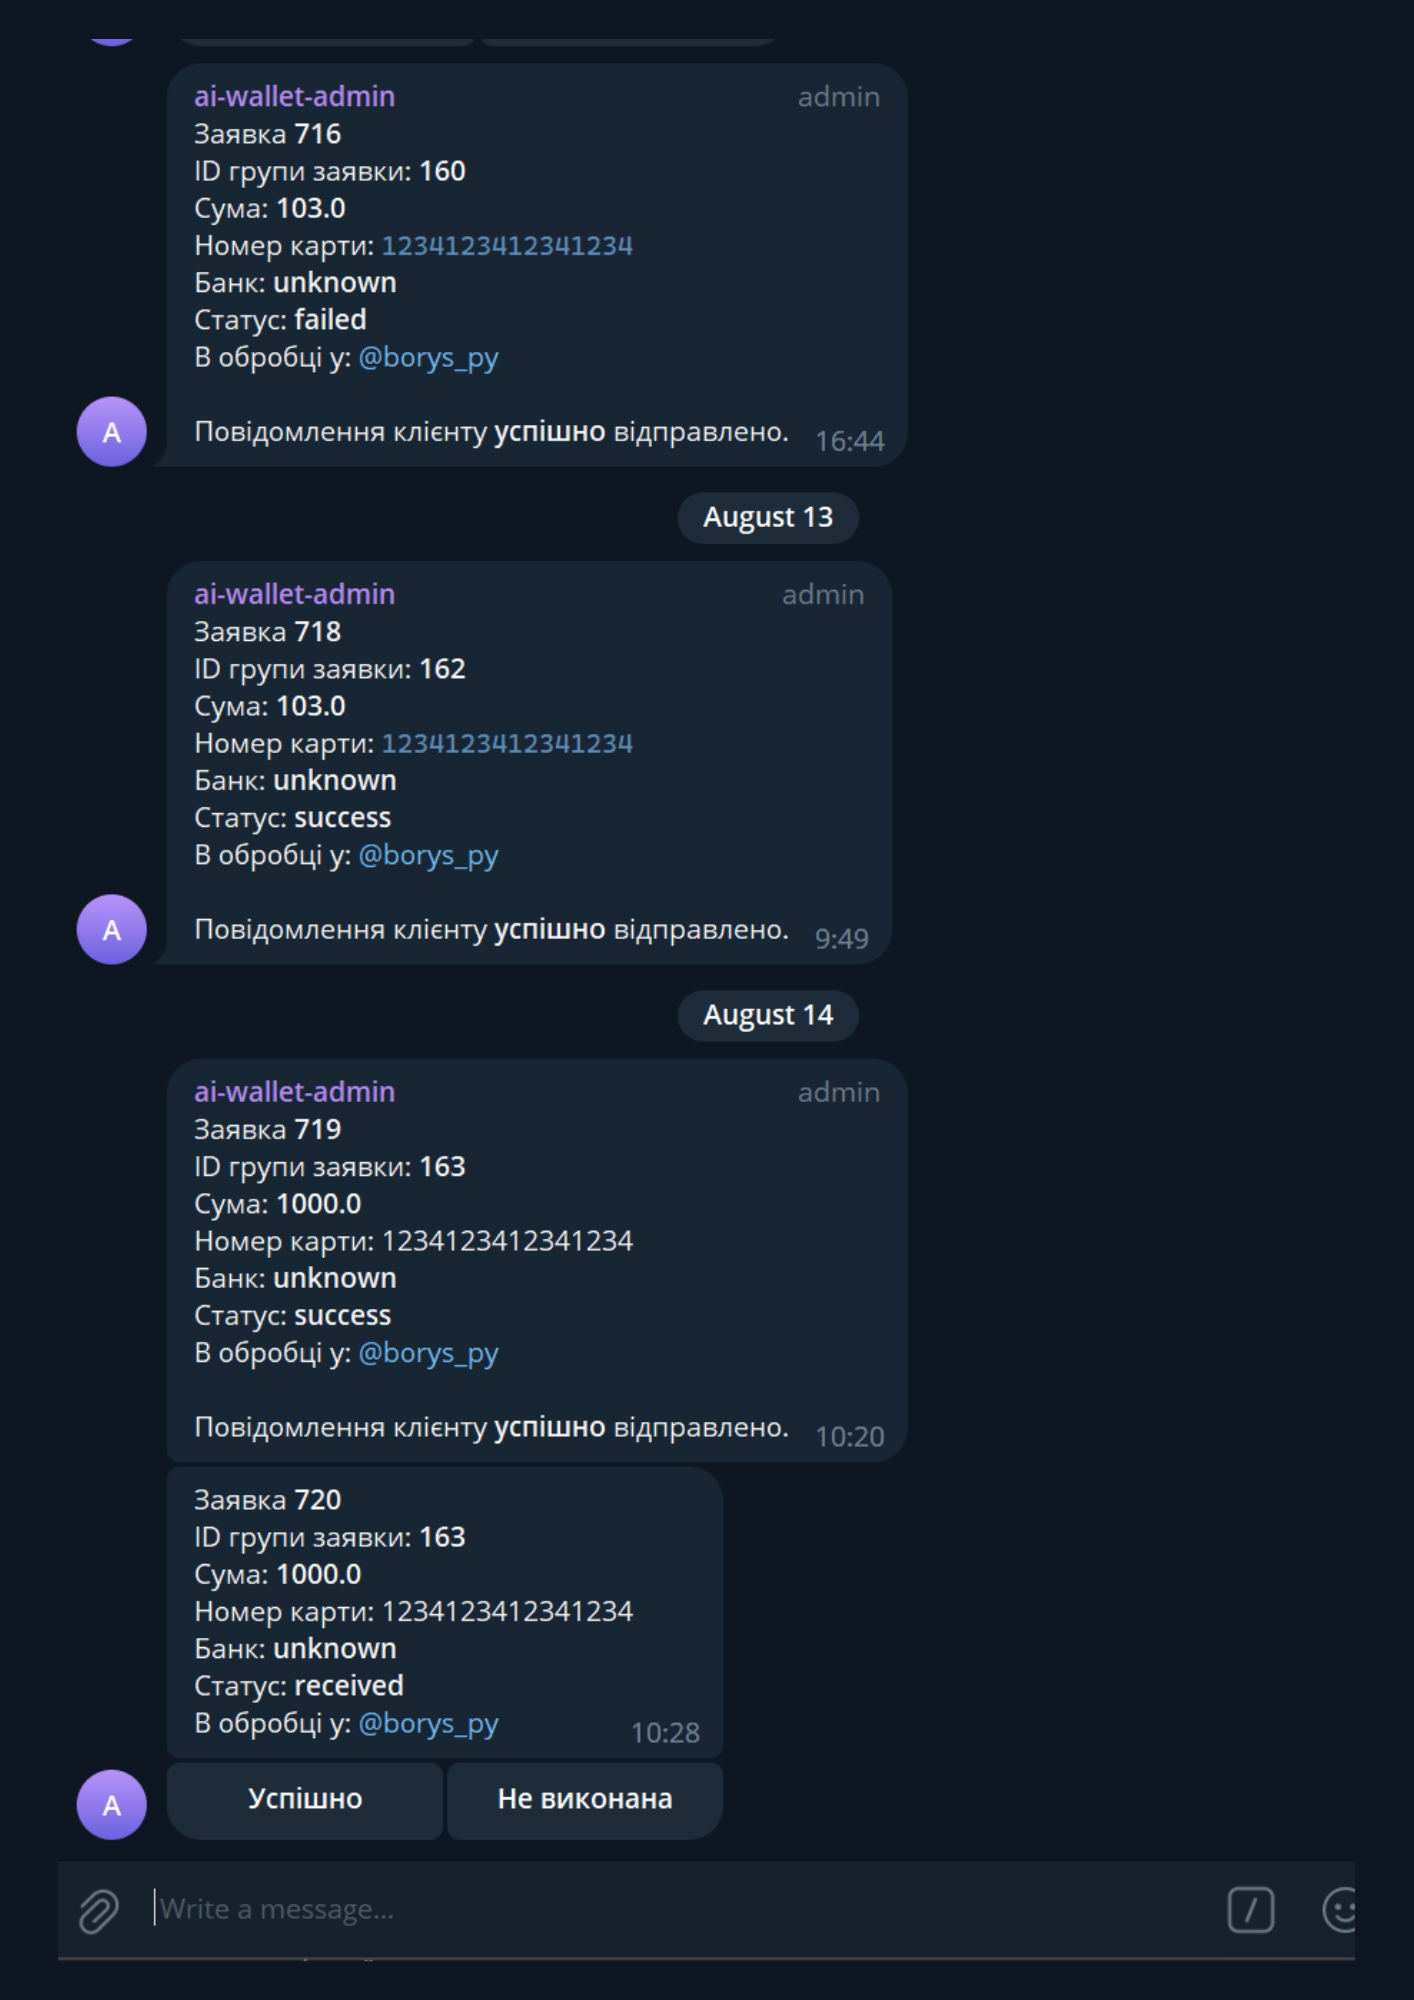 ai-wallet-admin admin
Заявка 716
ID групи заявки: 160
Сума: 103.0
Номер карти: 1234123412341234
Банк: unknown
Статус: failed
В обробці у: @borys_py
A
Повідомлення клієнту успішно відправлено. 16:44
August 13
ai-wallet-admin admin
Заявка 718
ID групи заявки: 162
Сума: 103.0
Номер карти: 1234123412341234
Банк: unknown
Статус: success
В обробці у: @borys_py
A
Повідомлення клієнту успішно відправлено. 9:49
August 14
ai-wallet-admin admin
Заявка 719
ID групи заявки: 163
Сума: 1000.0
Номер карти: 1234123412341234
Банк: unknown
Статус: success
В обробці у: @borys_py
Повідомлення клієнту успішно відправлено. 10:20
Заявка 720
ID групи заявки: 163
Сума: 1000.0
Номер карти: 1234123412341234
Банк: unknown
Статус: received
В обробці у: @borys_py 10:28
A
Успішно Не виконана
Write a message...